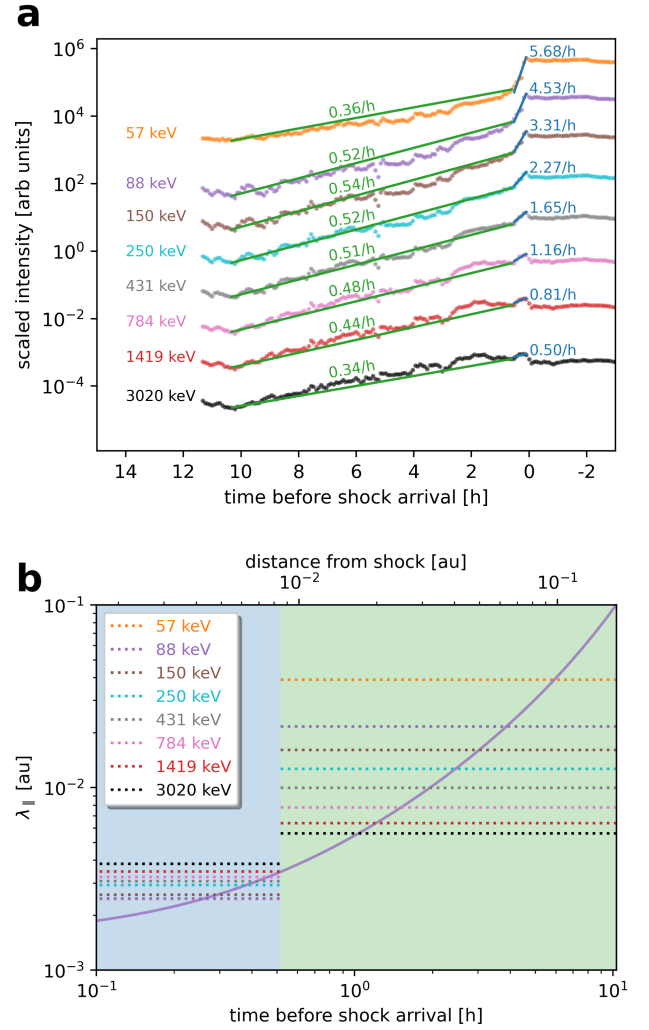 a
10^6
10^4
10^2
10^0
10^−2
10^−4
scaled intensity [arb units]
57 keV
88 keV
150 keV
250 keV
431 keV
784 keV
1419 keV
3020 keV
0.36/h
0.52/h
0.54/h
0.52/h
0.51/h
0.48/h
0.44/h
0.34/h
5.68/h
4.53/h
3.31/h
2.27/h
1.65/h
1.16/h
0.81/h
0.50/h
14 12 10 8 6 4 2 0 -2
time before shock arrival [h]
b
distance from shock [au]
10^−2 10^−1
10^−1
10^−2
10^−3
λ∥ [au]
57 keV
88 keV
150 keV
250 keV
431 keV
784 keV
1419 keV
3020 keV
10^−1 10^0 10^1
time before shock arrival [h]